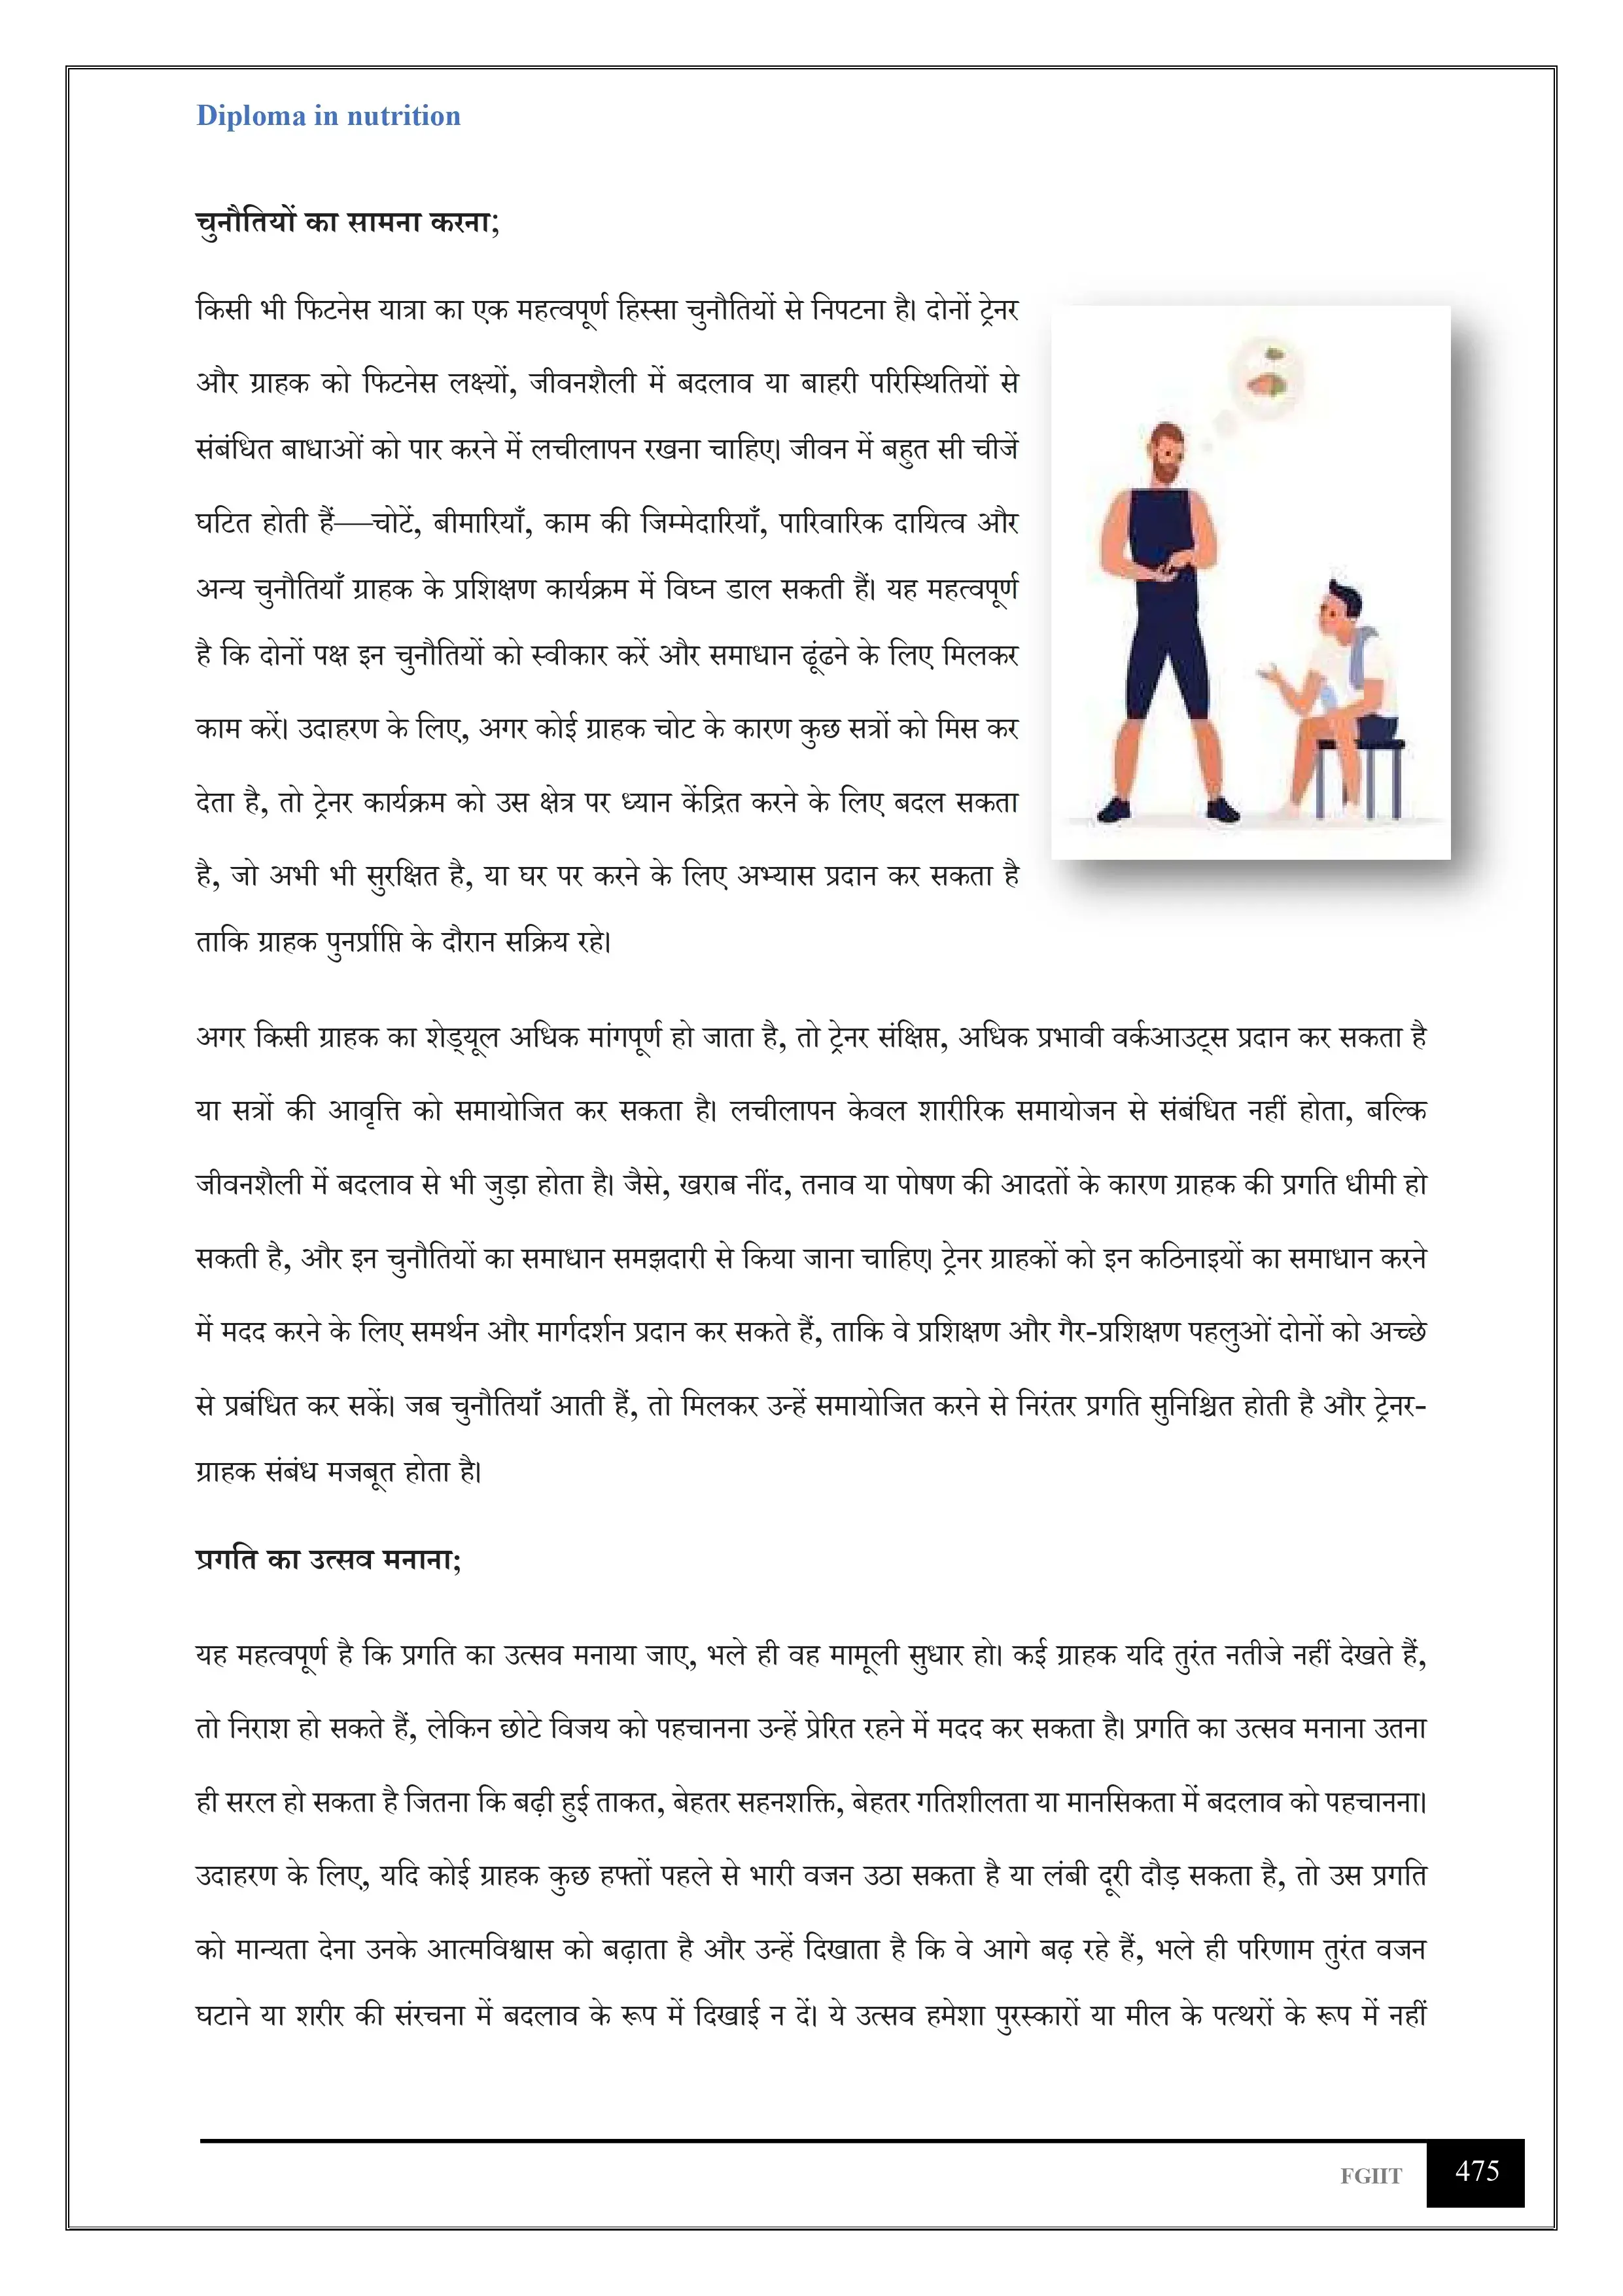 Diploma in nutrition
चुनौतियों का सामना करना;
किसी भी फिटनेस यात्रा का एक महत्वपूर्ण हिस्सा चुनौतियों से निपटना है। दोनों ट्रेनर
और ग्राहक को फिटनेस लक्ष्यों, जीवनशैली में बदलाव या बाहरी परिस्थितियों से
संबंधित बाधाओं को पार करने में लचीलापन रखना चाहिए। जीवन में बहुत सी चीजें
घटित होती हैं—चोटें, बीमारियाँ, काम की जिम्मेदारियाँ, पारिवारिक दायित्व और
अन्य चुनौतियाँ ग्राहक के प्रशिक्षण कार्यक्रम में विघ्न डाल सकती हैं। यह महत्वपूर्ण
है कि दोनों पक्ष इन चुनौतियों को स्वीकार करें और समाधान ढूंढने के लिए मिलकर
काम करें। उदाहरण के लिए, अगर कोई ग्राहक चोट के कारण कुछ सत्रों को मिस कर
देता है, तो ट्रेनर कार्यक्रम को उस क्षेत्र पर ध्यान केंद्रित करने के लिए बदल सकता
है, जो अभी भी सुरक्षित है, या घर पर करने के लिए अभ्यास प्रदान कर सकता है
ताकि ग्राहक पुनर्प्राप्ति के दौरान सक्रिय रहे।
अगर किसी ग्राहक का शेड्यूल अधिक मांगपूर्ण हो जाता है, तो ट्रेनर संक्षिप्त, अधिक प्रभावी वर्कआउट्स प्रदान कर सकता है
या सत्रों की आवृत्ति को समायोजित कर सकता है। लचीलापन केवल शारीरिक समायोजन से संबंधित नहीं होता, बल्कि
जीवनशैली में बदलाव से भी जुड़ा होता है। जैसे, खराब नींद, तनाव या पोषण की आदतों के कारण ग्राहक की प्रगति धीमी हो
सकती है, और इन चुनौतियों का समाधान समझदारी से किया जाना चाहिए। ट्रेनर ग्राहकों को इन कठिनाइयों का समाधान करने
में मदद करने के लिए समर्थन और मार्गदर्शन प्रदान कर सकते हैं, ताकि वे प्रशिक्षण और गैर-प्रशिक्षण पहलुओं दोनों को अच्छे
से प्रबंधित कर सकें। जब चुनौतियाँ आती हैं, तो मिलकर उन्हें समायोजित करने से निरंतर प्रगति सुनिश्चित होती है और ट्रेनर-
ग्राहक संबंध मजबूत होता है।
प्रगति का उत्सव मनाना;
यह महत्वपूर्ण है कि प्रगति का उत्सव मनाया जाए, भले ही वह मामूली सुधार हो। कई ग्राहक यदि तुरंत नतीजे नहीं देखते हैं,
तो निराश हो सकते हैं, लेकिन छोटे विजय को पहचानना उन्हें प्रेरित रहने में मदद कर सकता है। प्रगति का उत्सव मनाना उतना
ही सरल हो सकता है जितना कि बढ़ी हुई ताकत, बेहतर सहनशक्ति, बेहतर गतिशीलता या मानसिकता में बदलाव को पहचानना।
उदाहरण के लिए, यदि कोई ग्राहक कुछ हफ्तों पहले से भारी वजन उठा सकता है या लंबी दूरी दौड़ सकता है, तो उस प्रगति
को मान्यता देना उनके आत्मविश्वास को बढ़ाता है और उन्हें दिखाता है कि वे आगे बढ़ रहे हैं, भले ही परिणाम तुरंत वजन
घटाने या शरीर की संरचना में बदलाव के रूप में दिखाई न दें। ये उत्सव हमेशा पुरस्कारों या मील के पत्थरों के रूप में नहीं
FGIIT 475